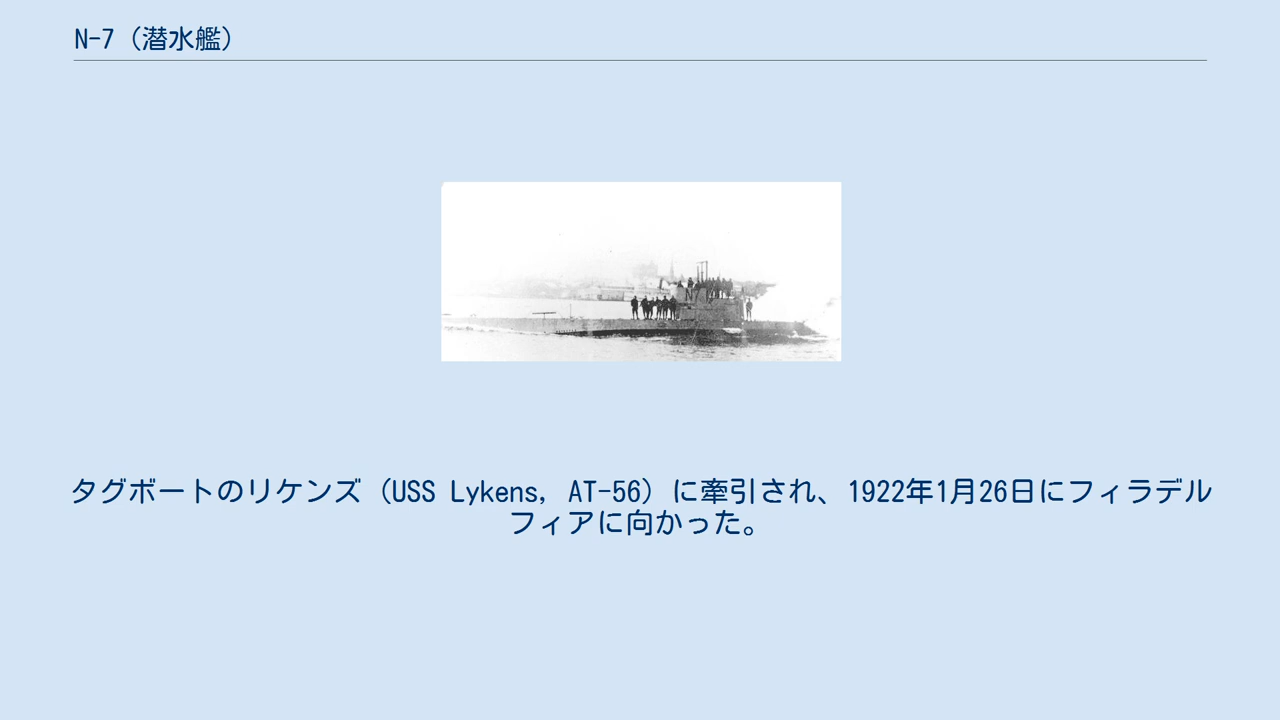 N-7（潜水艦）
タグボートのリケンズ（USS Lykens, AT-56）に牽引され、1922年1月26日にフィラデル
フィアに向かった。